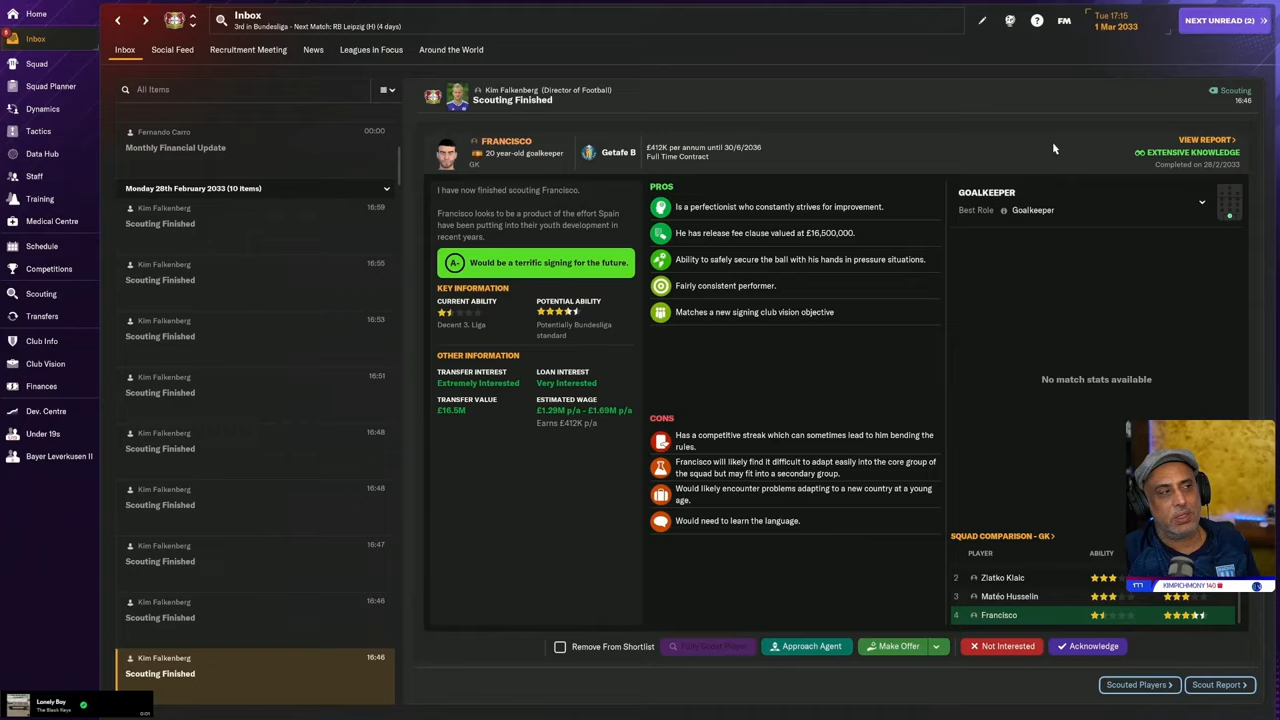 Home
6
Inbox
Squad
Squad Planner
Dynamics
Tactics
Data Hub
Staff
Training
Medical Centre
Schedule
Competitions
Scouting
Transfers
Club Info
Club Vision
Finances
Dev. Centre
Under 19s
Bayer Leverkusen II
Inbox
3rd in Bundesliga - Next Match: RB Leipzig (H) (4 days)
FM
Tue 17:15
1 Mar 2033
NEXT UNREAD (2)
Inbox
Social Feed
Recruitment Meeting
News
Leagues in Focus
Around the World
All Items
Fernando Carro
00:00
Monthly Financial Update
Monday 28th February 2033 (10 Items)
Kim Falkenberg
16:59
Scouting Finished
Kim Falkenberg
16:55
Scouting Finished
Kim Falkenberg
16:53
Scouting Finished
Kim Falkenberg
16:51
Scouting Finished
Kim Falkenberg
16:48
Scouting Finished
Kim Falkenberg
16:48
Scouting Finished
Kim Falkenberg
16:47
Scouting Finished
Kim Falkenberg
16:46
Scouting Finished
Kim Falkenberg
16:46
Scouting Finished
Kim Falkenberg (Director of Football)
Scouting Finished
Scouting
16:46
FRANCISCO
20 year-old goalkeeper
GK
Getafe B
£412K per annum until 30/6/2036
Full Time Contract
VIEW REPORT >
EXTENSIVE KNOWLEDGE
Completed on 28/2/2033
I have now finished scouting Francisco.
Francisco looks to be a product of the effort Spain
have been putting into their youth development in
recent years.
A- Would be a terrific signing for the future.
KEY INFORMATION
CURRENT ABILITY
POTENTIAL ABILITY
Decent 3. Liga
Potentially Bundesliga
standard
OTHER INFORMATION
TRANSFER INTEREST
LOAN INTEREST
Extremely Interested
Very Interested
TRANSFER VALUE
ESTIMATED WAGE
£16.5M
£1.29M p/a - £1.69M p/a
Earns £412K p/a
PROS
Is a perfectionist who constantly strives for improvement.
He has release fee clause valued at £16,500,000.
Ability to safely secure the ball with his hands in pressure situations.
Fairly consistent performer.
Matches a new signing club vision objective
CONS
Has a competitive streak which can sometimes lead to him bending the
rules.
Francisco will likely find it difficult to adapt easily into the core group of
the squad but may fit into a secondary group.
Would likely encounter problems adapting to a new country at a young
age.
Would need to learn the language.
GOALKEEPER
Best Role Goalkeeper
No match stats available
SQUAD COMPARISON - GK >
PLAYER
ABILITY
2 Zlatko Klaic
3 Matéo Husselin
4 Francisco
KIMPICHMONY 140
Remove From Shortlist
Fully Scout Player
Approach Agent
Make Offer
Not Interested
Acknowledge
Scouted Players >
Scout Report >
Lonely Boy
The Black Keys
0:01